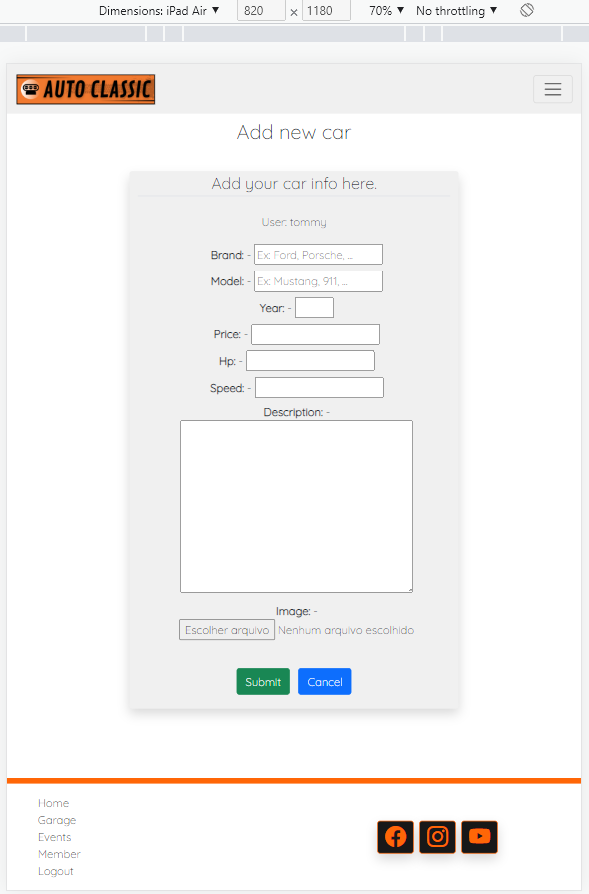 Dimensions: iPad Air ▼ 820 × 1180 70% ▼ No throttling ▼
AUTO CLASSIC
Add new car
Add your car info here.
User: tommy
Brand: - Ex: Ford, Porsche, ...
Model: - Ex: Mustang, 911, ...
Year: -
Price: -
Hp: -
Speed: -
Description: -
Image: -
Escolher arquivo Nenhum arquivo escolhido
Submit Cancel
Home
Garage
Events
Member
Logout